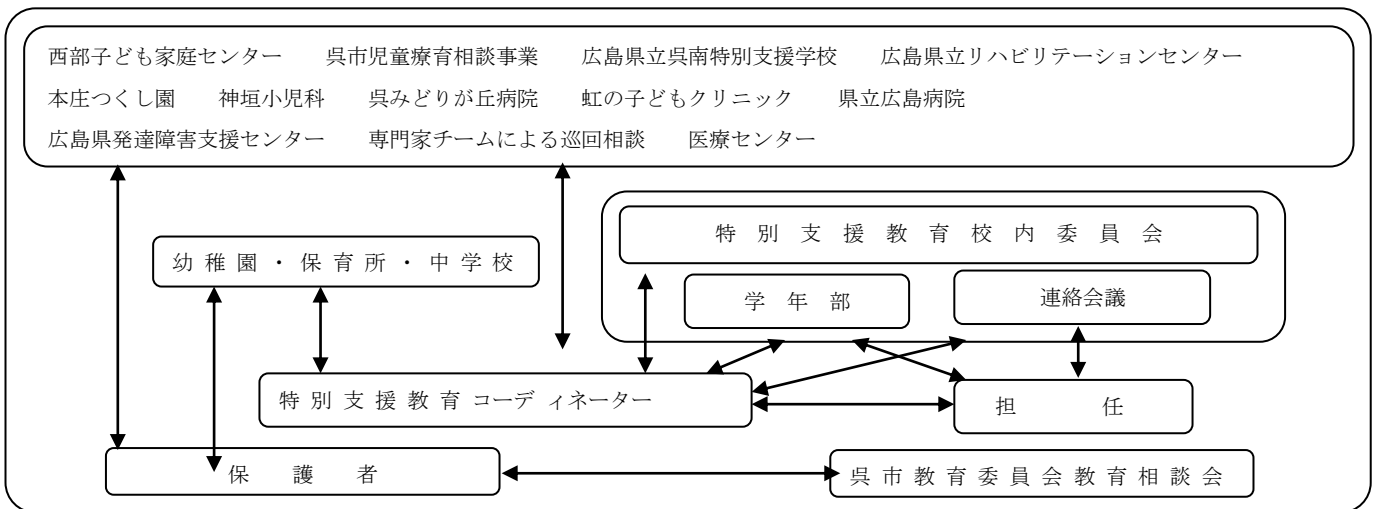 西部子ども家庭センター 呉市児童療育相談事業 広島県立呉南特別支援学校 広島県立リハビリテーションセンター
本庄つくし園 神垣小児科 呉みどりが丘病院 虹の子どもクリニック 県立広島病院
広島県発達障害支援センター 専門家チームによる巡回相談 医療センター
特別支援教育校内委員会
幼稚園・保育所・中学校
学年部
連絡会議
特別支援教育コーディネーター
担任
保護者
呉市教育委員会教育相談会